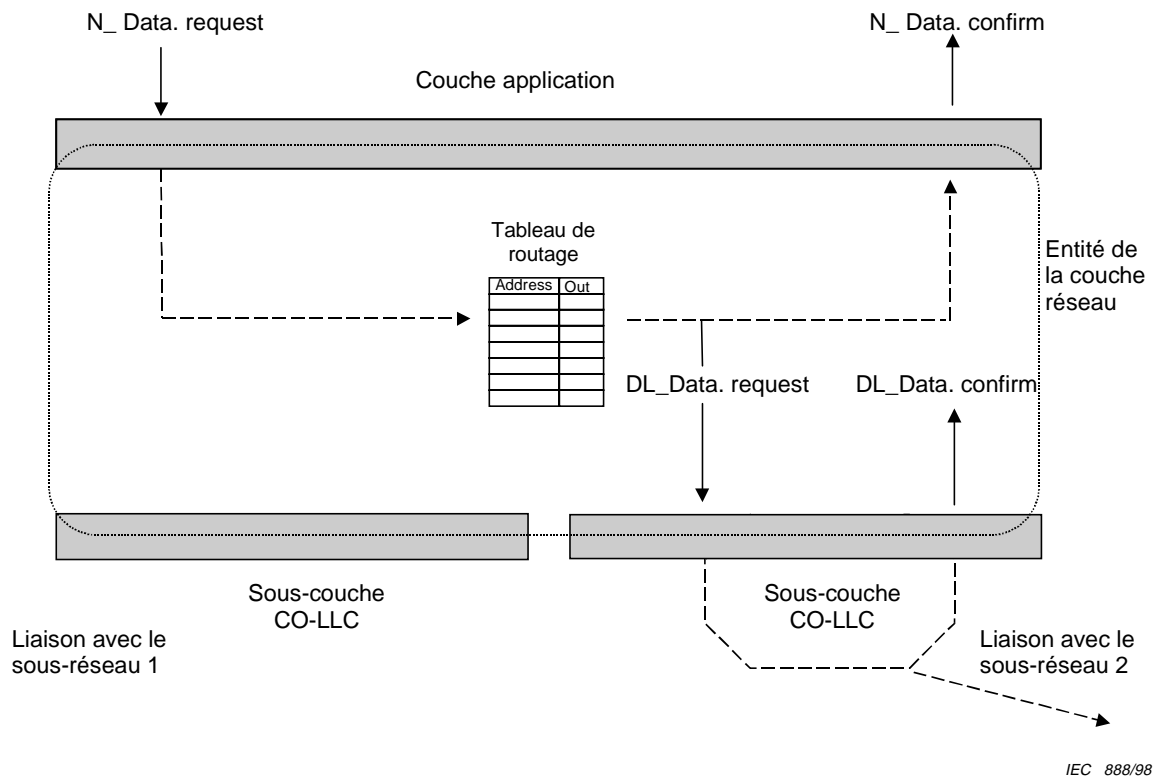 N_ Data. request
N_ Data. confirm
Couche application
Tableau de
routage
Address Out
Entité de
la couche
réseau
DL_Data. request
DL_Data. confirm
Sous-couche
CO-LLC
Sous-couche
CO-LLC
Liaison avec le
sous-réseau 1
Liaison avec le
sous-réseau 2
IEC 888/98